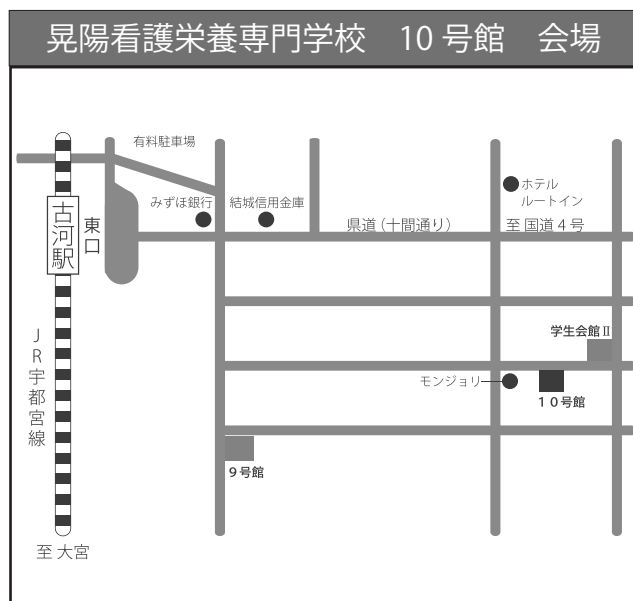 晃陽看護栄養専門学校　10 号館　会場
有料駐車場
みずほ銀行
結城信用金庫
ホテル
ルートイン
県道（十間通り）
至 国道 4 号
古河駅
東口
JR宇都宮線
学生会館Ⅱ
モンジョリ
１０号館
９号館
至 大宮